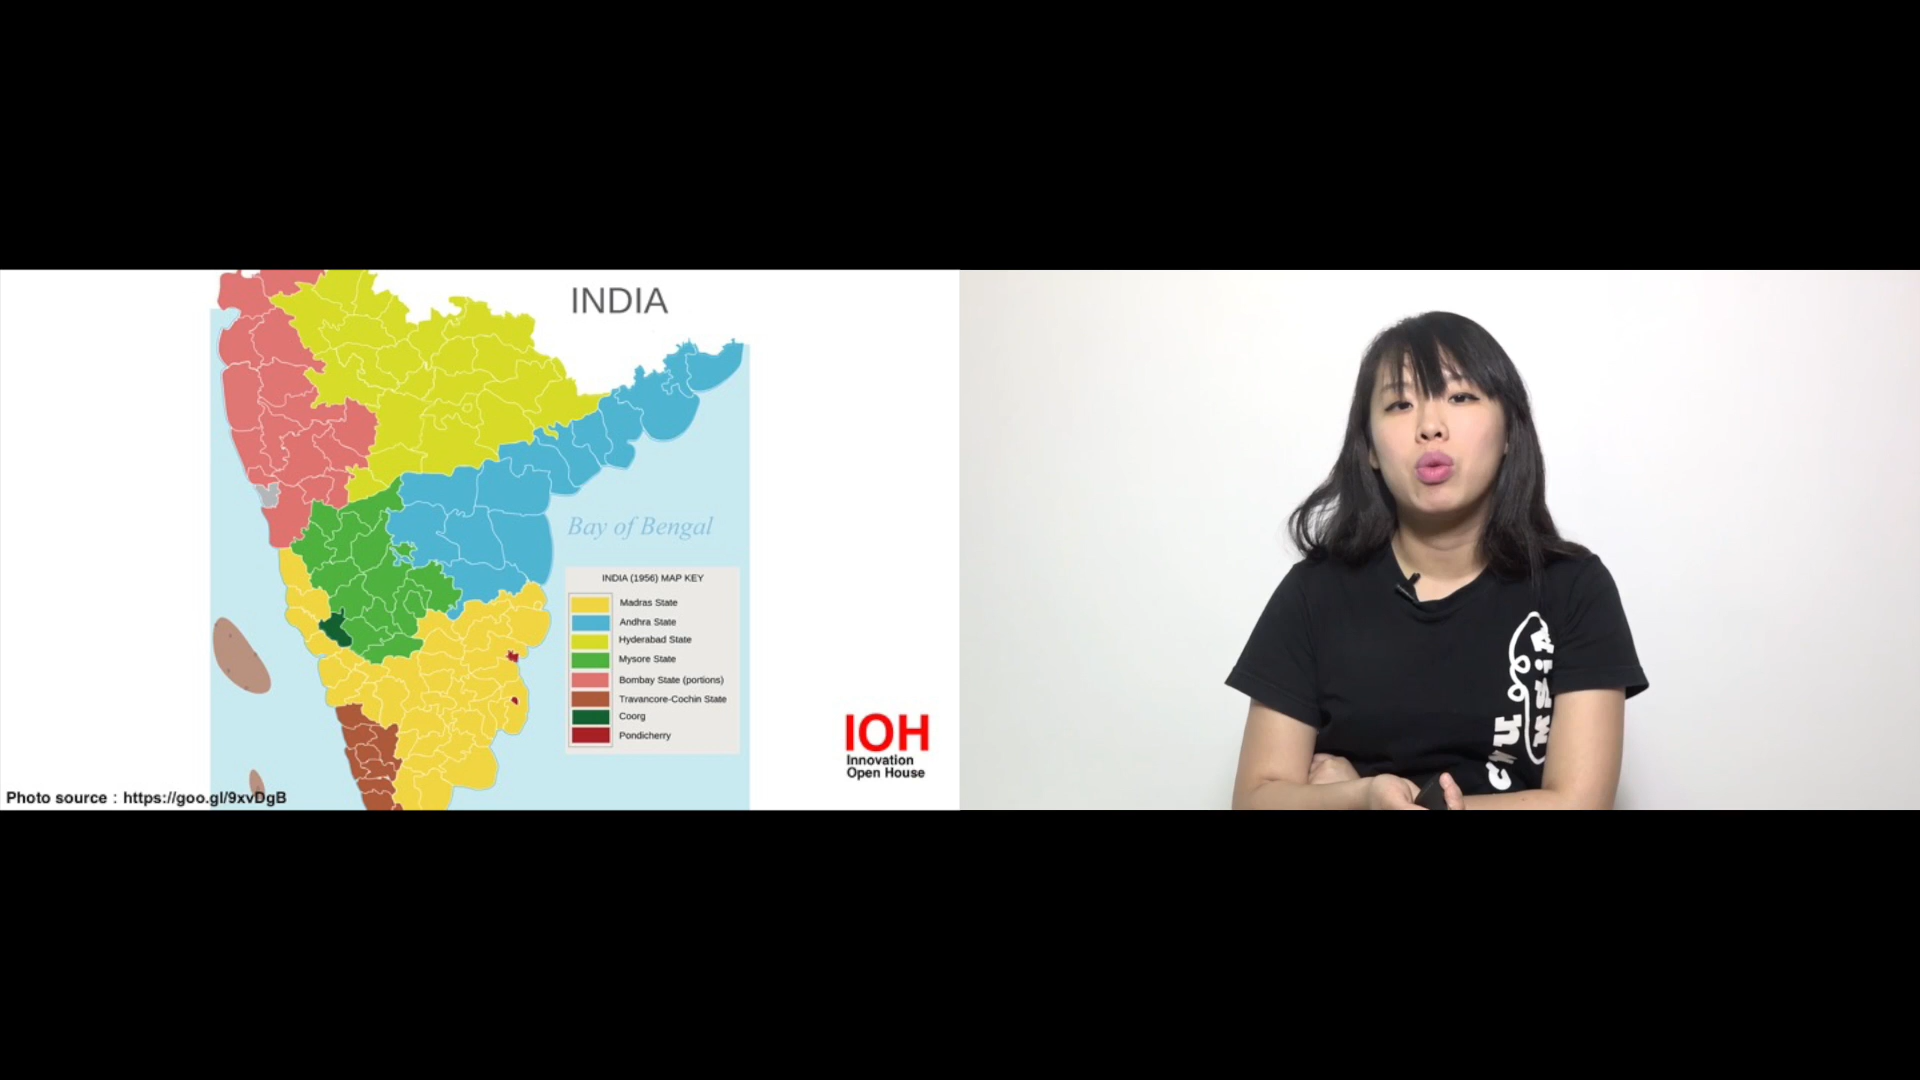 INDIA
Bay of Bengal
INDIA (1956) MAP KEY
Madras State
Andhra State
Hyderabad State
Mysore State
Bombay State (portions)
Travancore-Cochin State
Coorg
Pondicherry
IOH
Innovation
Open House
Photo source : https://goo.gl/9xvDgB